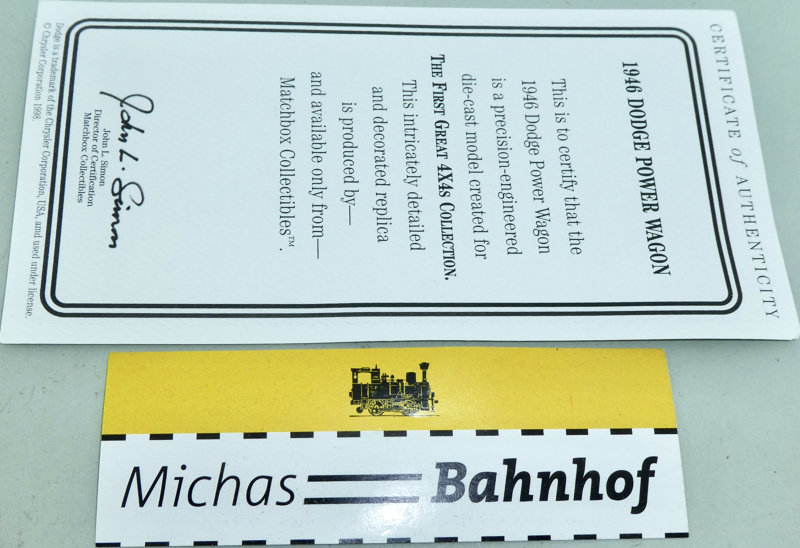 CERTIFICATE of AUTHENTICITY
1946 DODGE POWER WAGON
This is to certify that the
1946 Dodge Power Wagon
is a precision-engineered
die-cast model created for
THE FIRST GREAT 4X4S COLLECTION.
This intricately detailed
and decorated replica
is produced by—
and available only from—
Matchbox Collectibles™.
John L. Simon
John L. Simon
Director of Certification
Matchbox Collectibles
Dodge is a trademark of the Chrysler Corporation, USA, and used under license.
© Chrysler Corporation 1998.
Michas Bahnhof